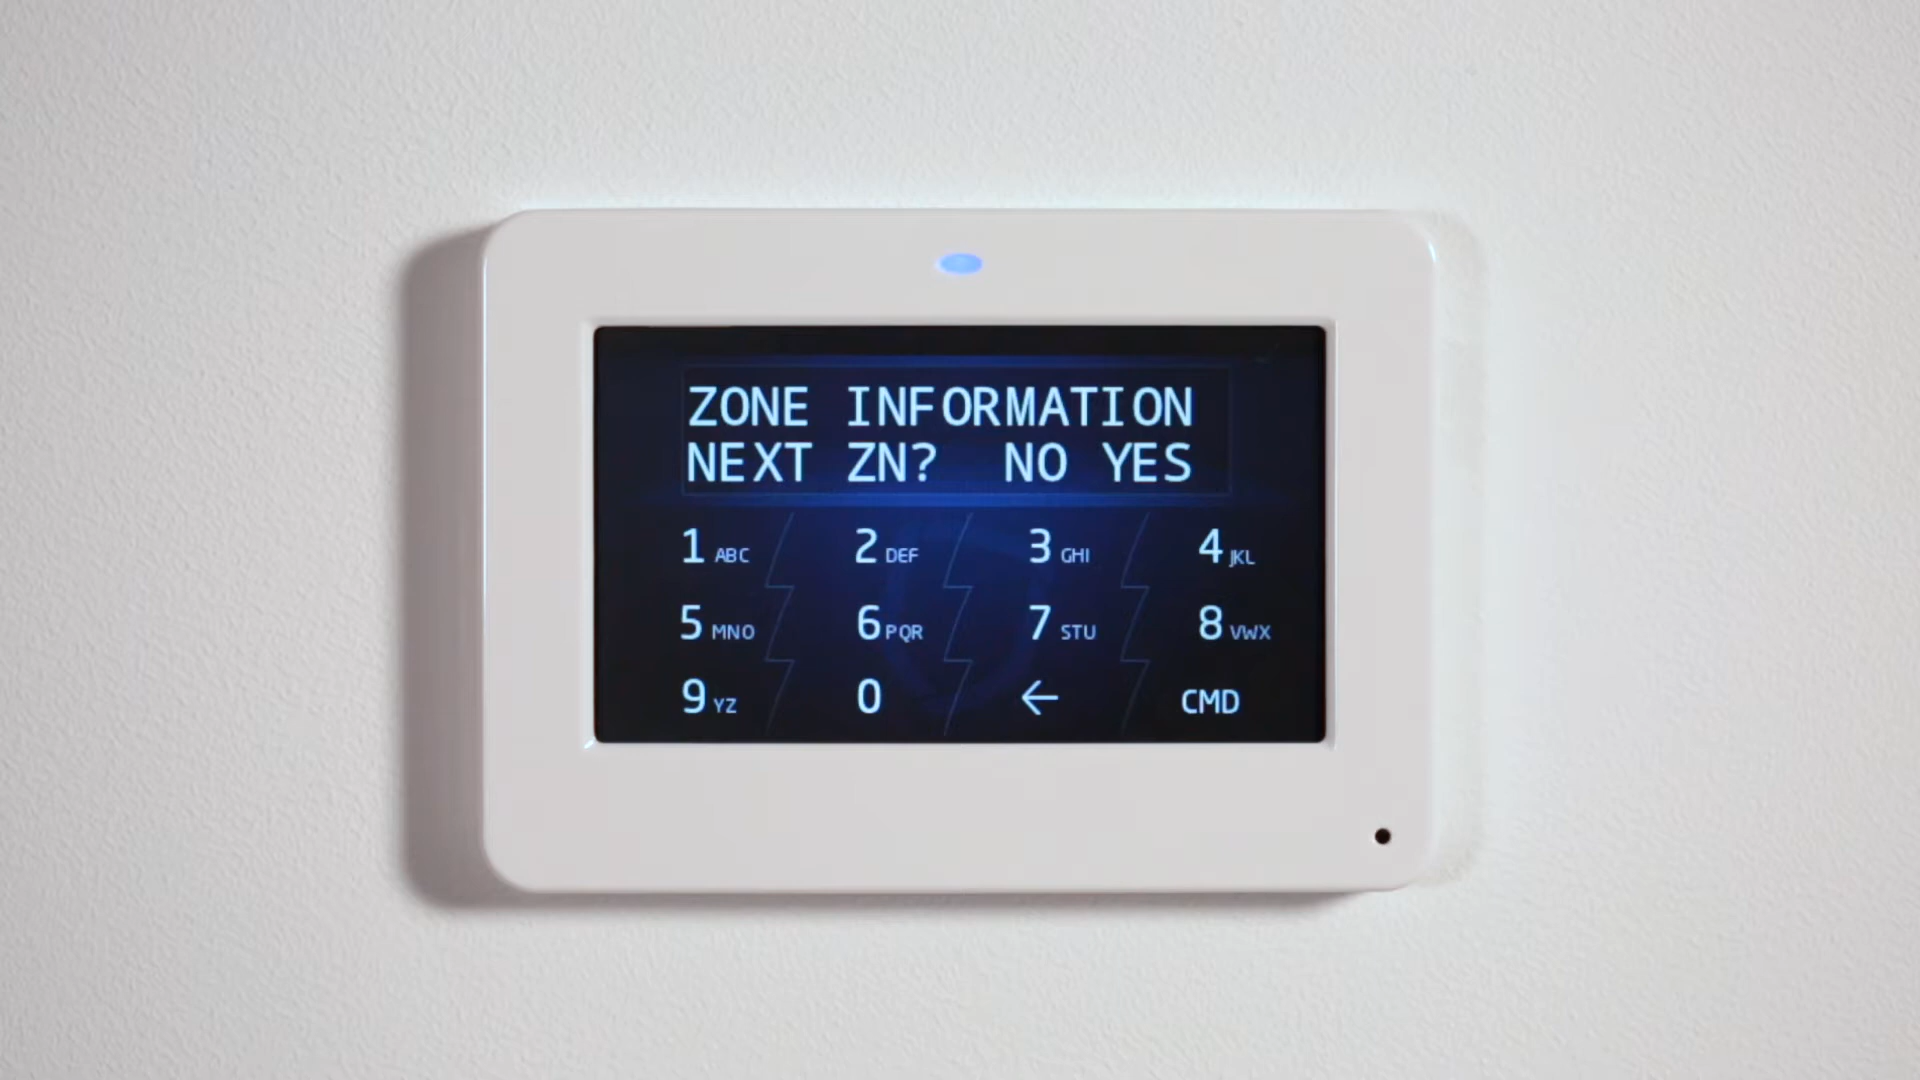 ZONE INFORMATION
NEXT ZN? NO YES
1 ABC 2 DEF 3 GHI 4 JKL
5 MNO 6 PQR 7 STU 8 VWX
9 YZ 0 ← CMD